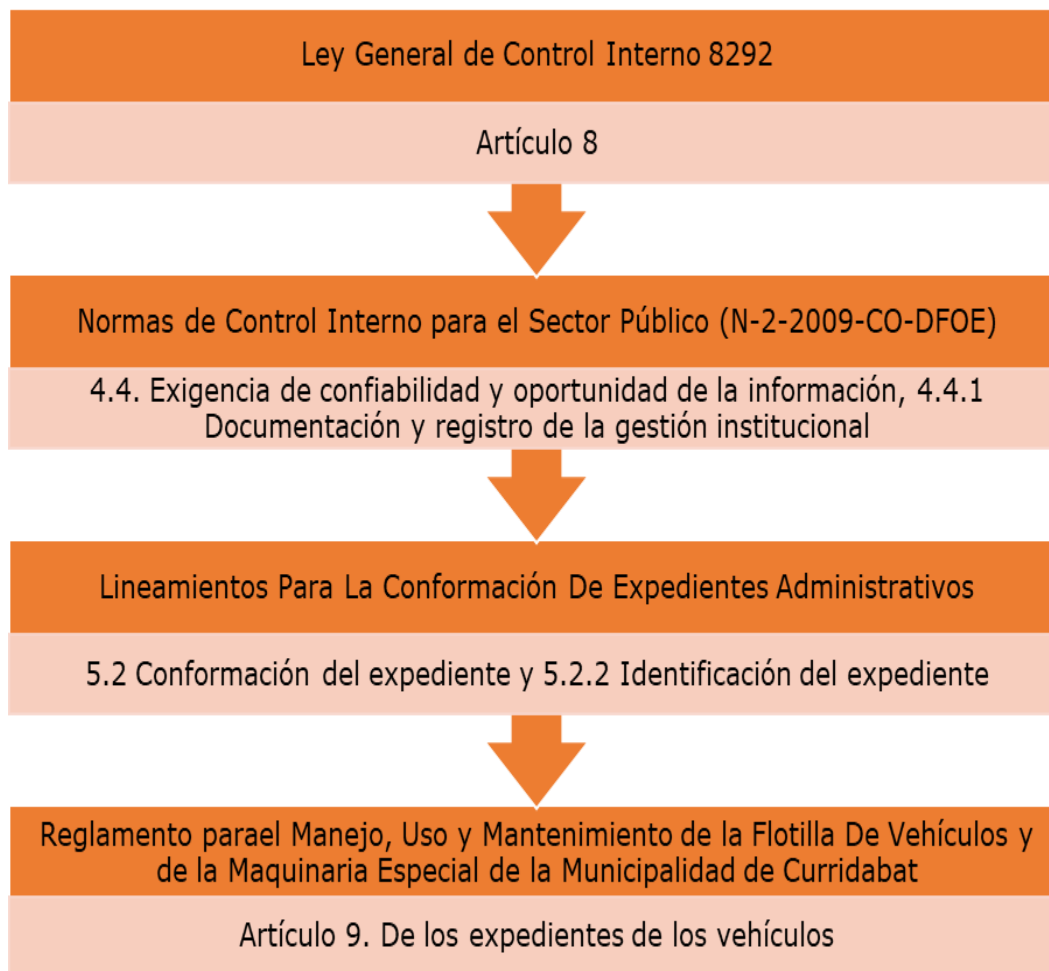 Ley General de Control Interno 8292
Artículo 8
Normas de Control Interno para el Sector Público (N-2-2009-CO-DFOE)
4.4. Exigencia de confiabilidad y oportunidad de la información, 4.4.1
Documentación y registro de la gestión institucional
Lineamientos Para La Conformación De Expedientes Administrativos
5.2 Conformación del expediente y 5.2.2 Identificación del expediente
Reglamento parael Manejo, Uso y Mantenimiento de la Flotilla De Vehículos y
de la Maquinaria Especial de la Municipalidad de Curridabat
Artículo 9. De los expedientes de los vehículos